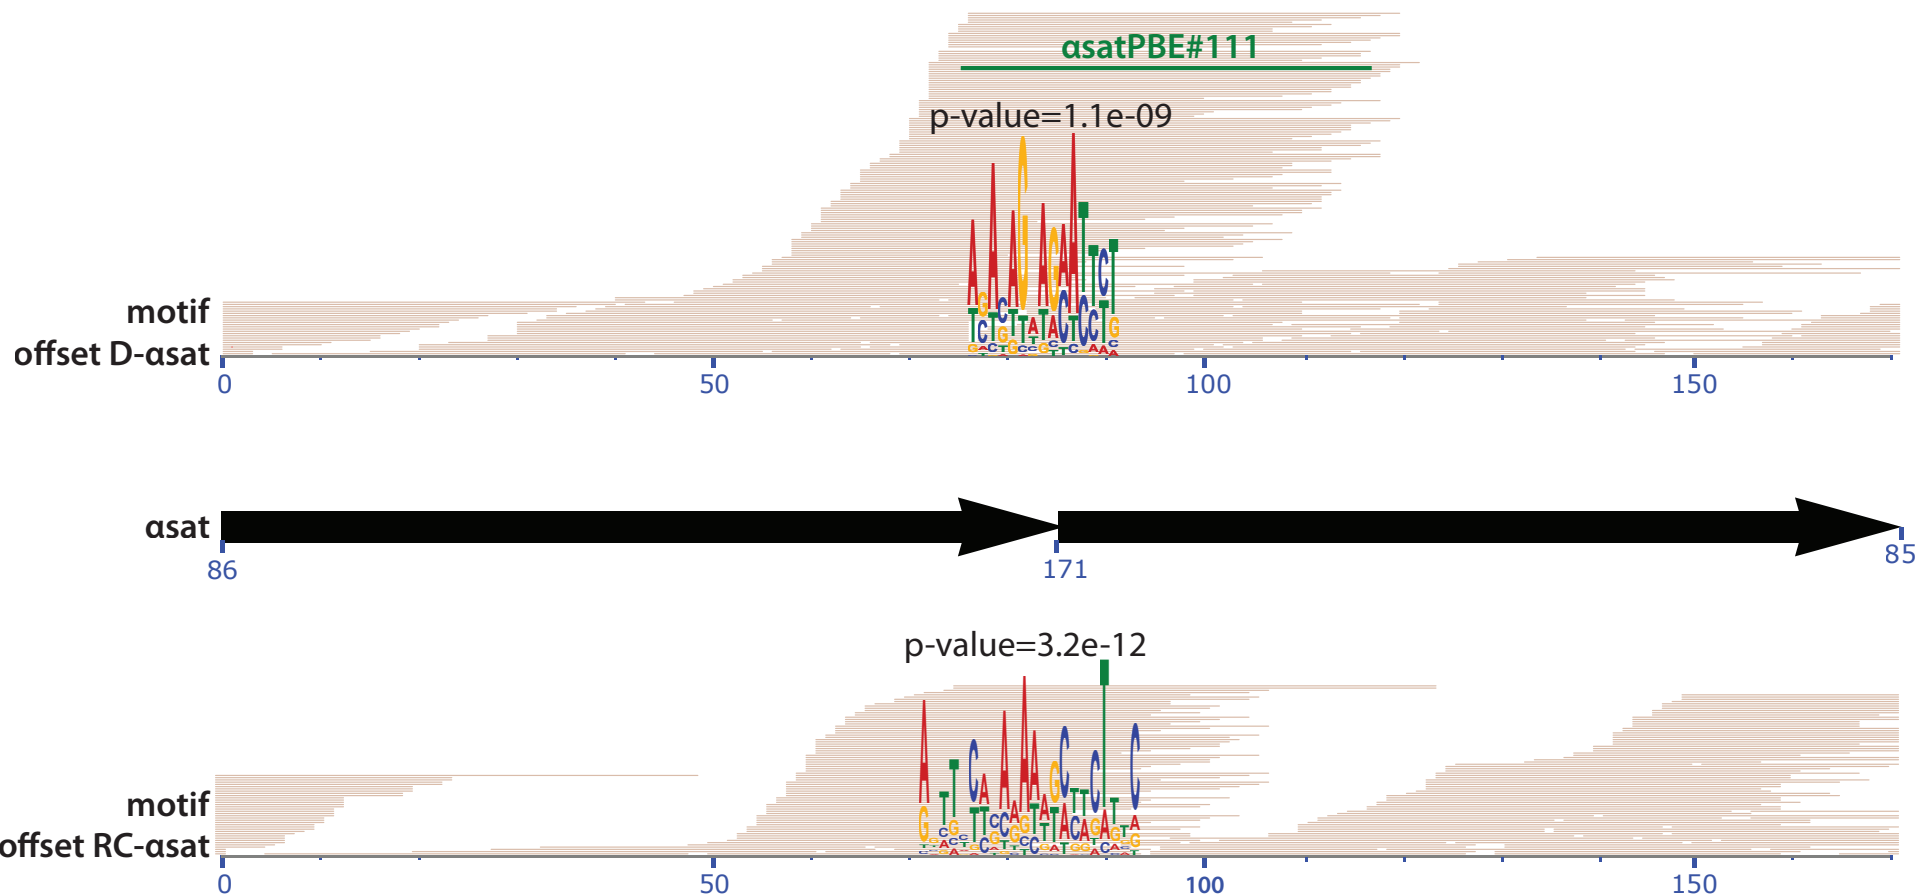 αsatPBE#111
p-value=1.1e-09
motif
offset D-αsat
0 50 100 150
αsat
86 171 85
p-value=3.2e-12
motif
offset RC-αsat
0 50 100 150